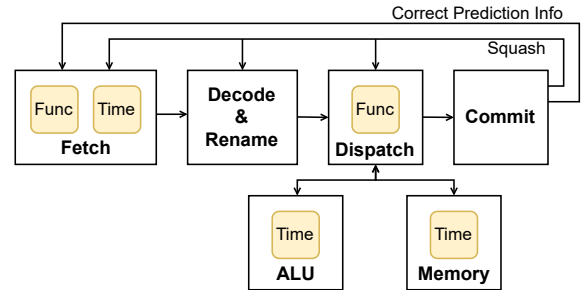 Correct Prediction Info
Squash
Func
Time
Fetch
Decode
&
Rename
Func
Dispatch
Commit
Time
ALU
Time
Memory